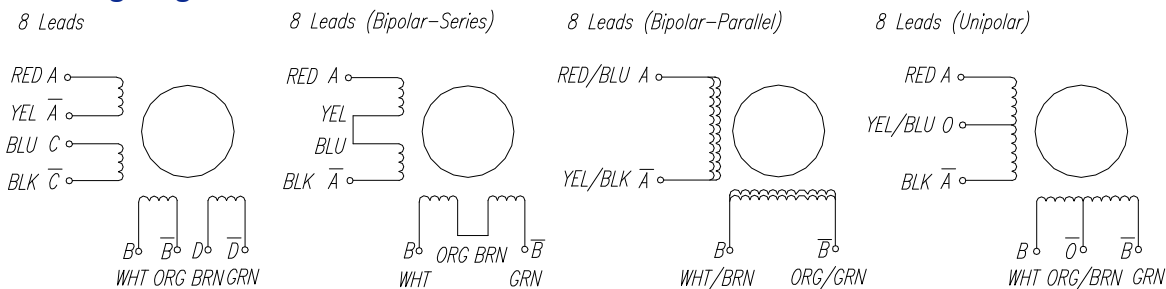 8 Leads
RED A
YEL A̅
BLU C
BLK C̅
B B̅ D D̅
WHT ORG BRN GRN
8 Leads (Bipolar-Series)
RED A
YEL
BLU
BLK A̅
B ORG BRN B̅
WHT GRN
8 Leads (Bipolar-Parallel)
RED/BLU A
YEL/BLK A̅
B B̅
WHT/BRN ORG/GRN
8 Leads (Unipolar)
RED A
YEL/BLU O
BLK A̅
B O̅ B̅
WHT ORG/BRN GRN